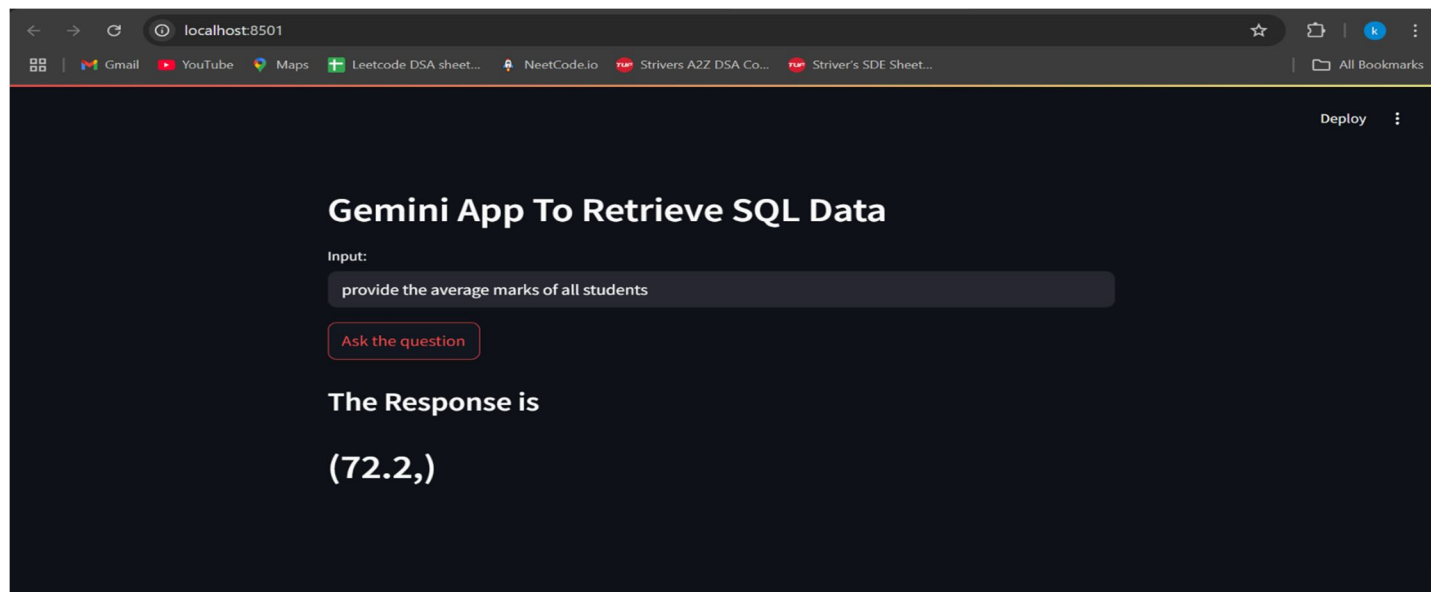 localhost:8501
k
Gmail YouTube Maps Leetcode DSA sheet... NeetCode.io Strivers A2Z DSA Co... Striver's SDE Sheet... All Bookmarks
Deploy
Gemini App To Retrieve SQL Data
Input:
provide the average marks of all students
Ask the question
The Response is
(72.2,)